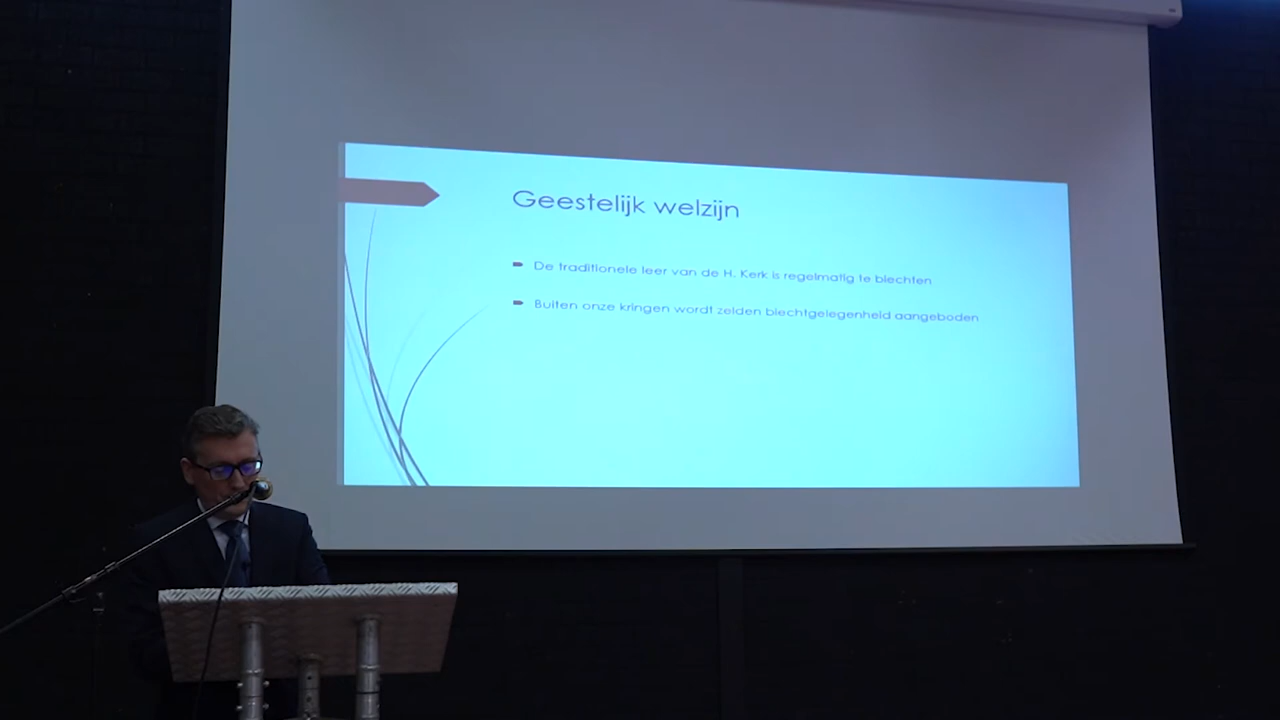 Geestelijk welzijn
De traditionele leer van de H. Kerk is regelmatig te biechten
Buiten onze kringen wordt zelden biechtgelegenheid aangeboden